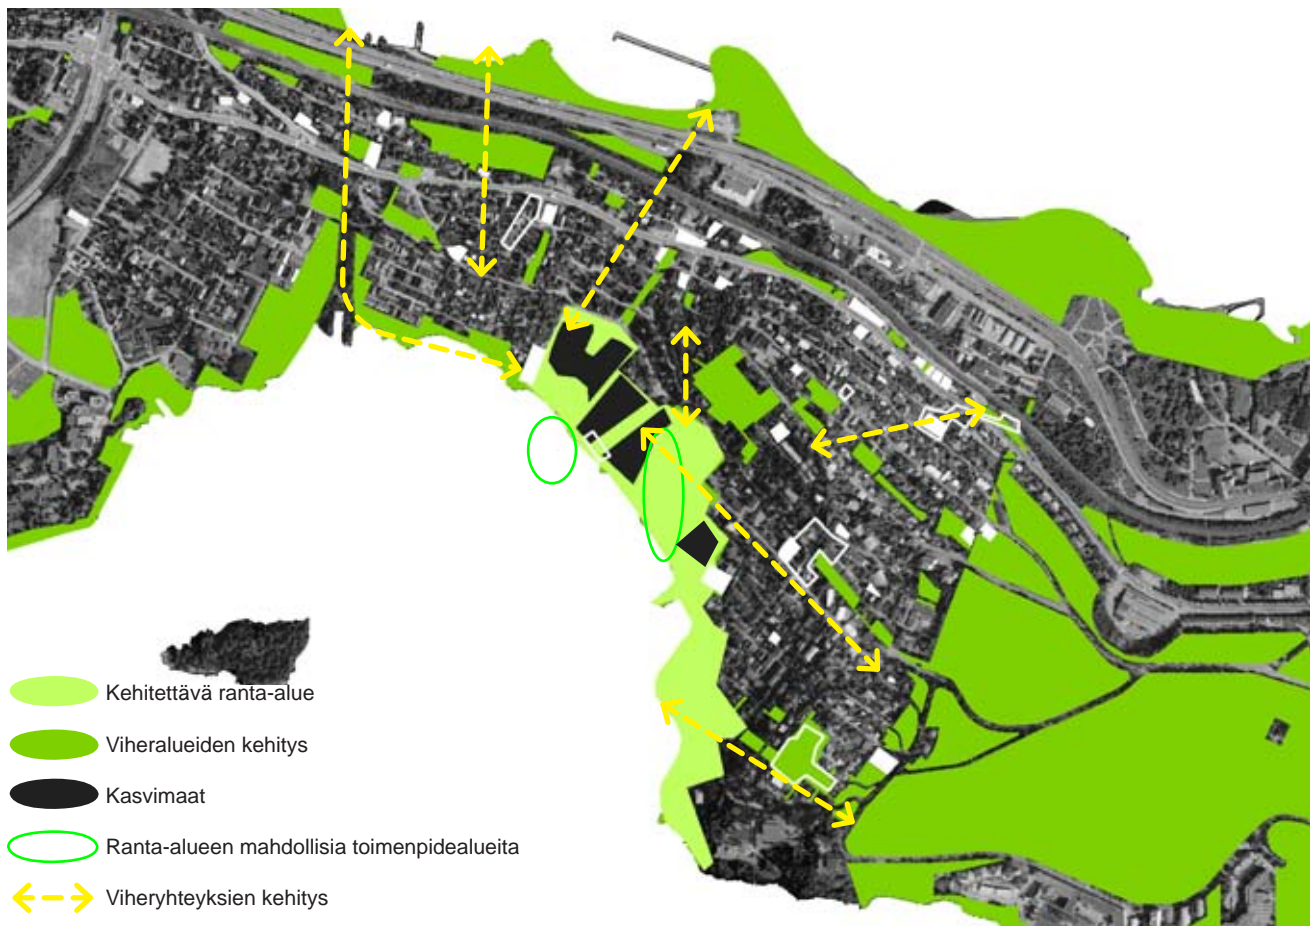 Kehitettävä ranta-alue
Viheralueiden kehitys
Kasvimaat
Ranta-alueen mahdollisia toimenpidealueita
Viheryhteyksien kehitys